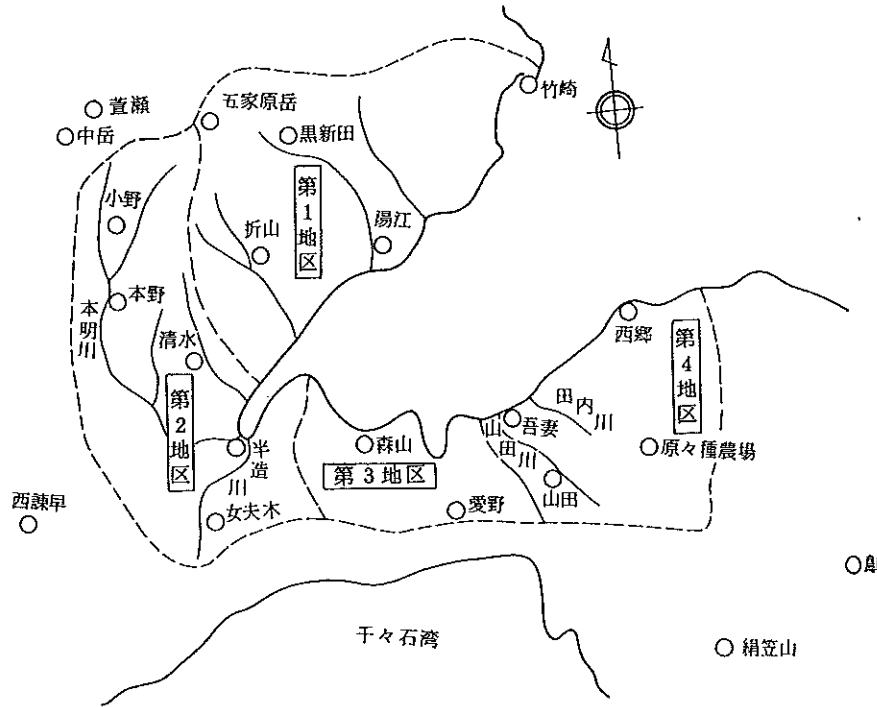 竹崎
萱瀬
五家原岳
中岳
黒新田
第1地区
小野
折山
湯江
本野
本明川
西郷
清水
第4地区
田内川
第2地区
吾妻
山田川
半造川
森山
原々種農場
第3地区
山田
西諫早
女夫木
愛野
千々石湾
絹笠山